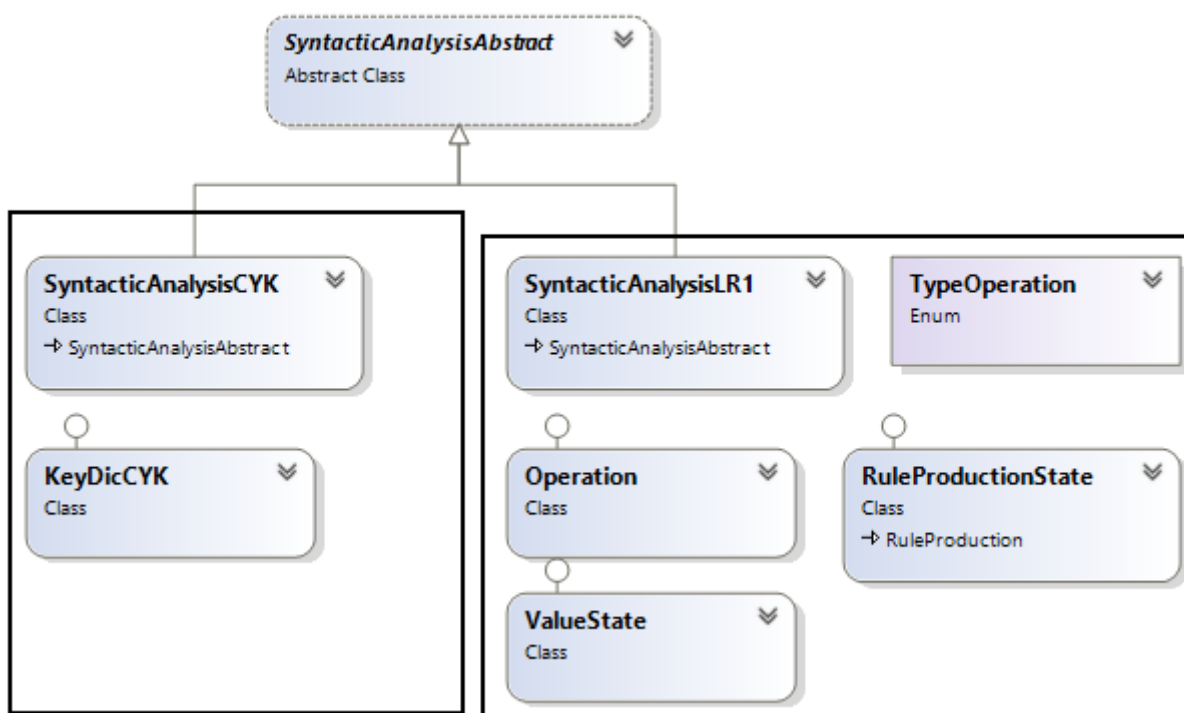 SyntacticAnalysisAbstract
Abstract Class
SyntacticAnalysisCYK
Class
SyntacticAnalysisAbstract
SyntacticAnalysisLR1
Class
SyntacticAnalysisAbstract
TypeOperation
Enum
KeyDicCYK
Class
Operation
Class
RuleProductionState
Class
RuleProduction
ValueState
Class